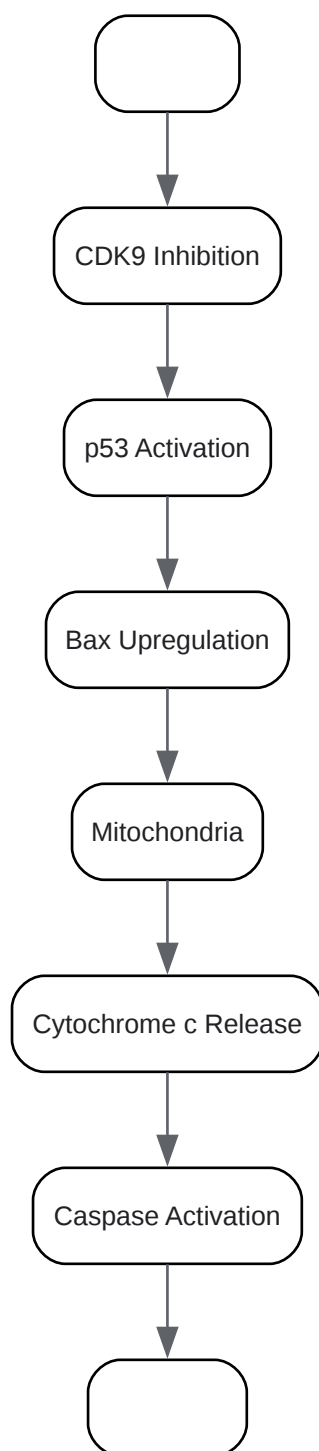 CDK9 Inhibition
p53 Activation
Bax Upregulation
Mitochondria
Cytochrome c Release
Caspase Activation